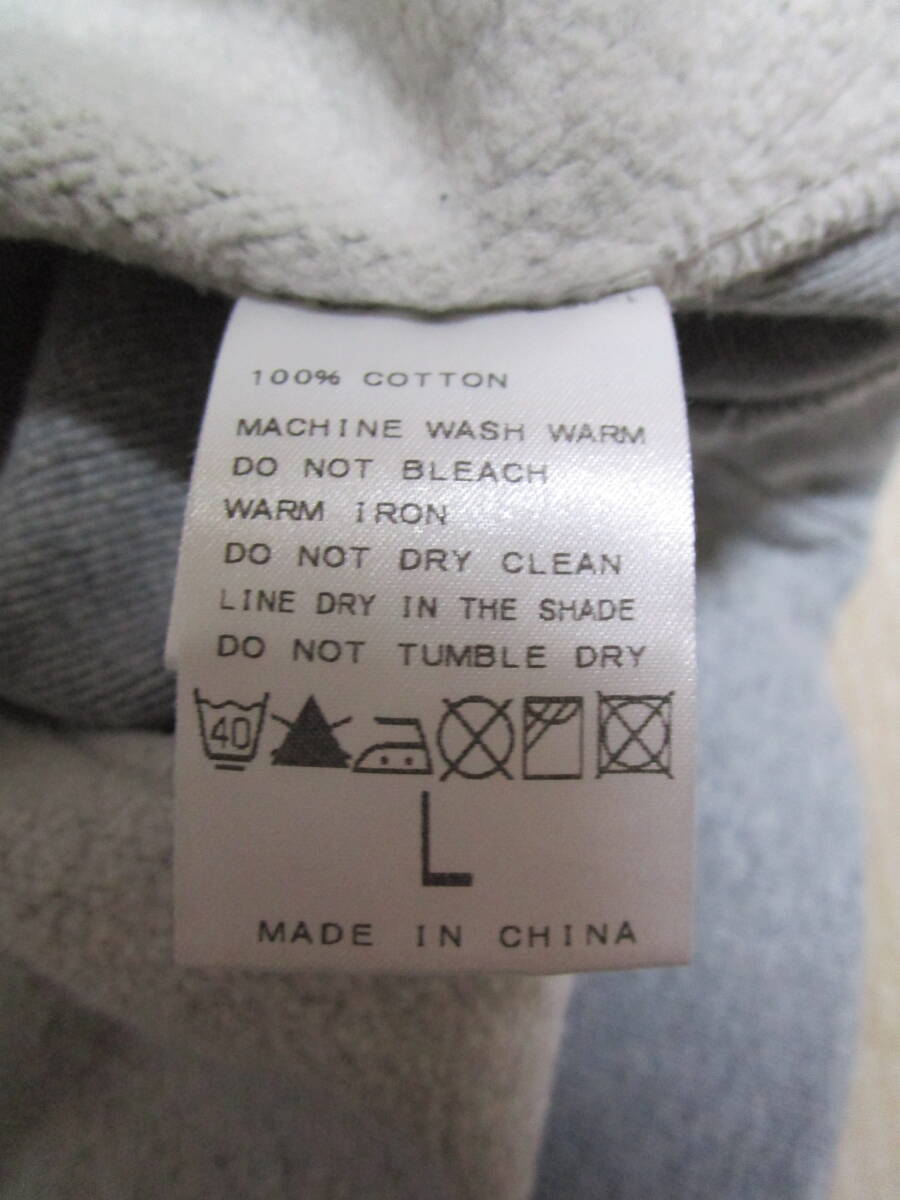 100% COTTON
MACHINE WASH WARM
DO NOT BLEACH
WARM iRON
DO NOT DRY CLEAN
LINE DRY IN THE SHADE
DO NOT TUMBLE DRY
40
L
MADE IN CHINA